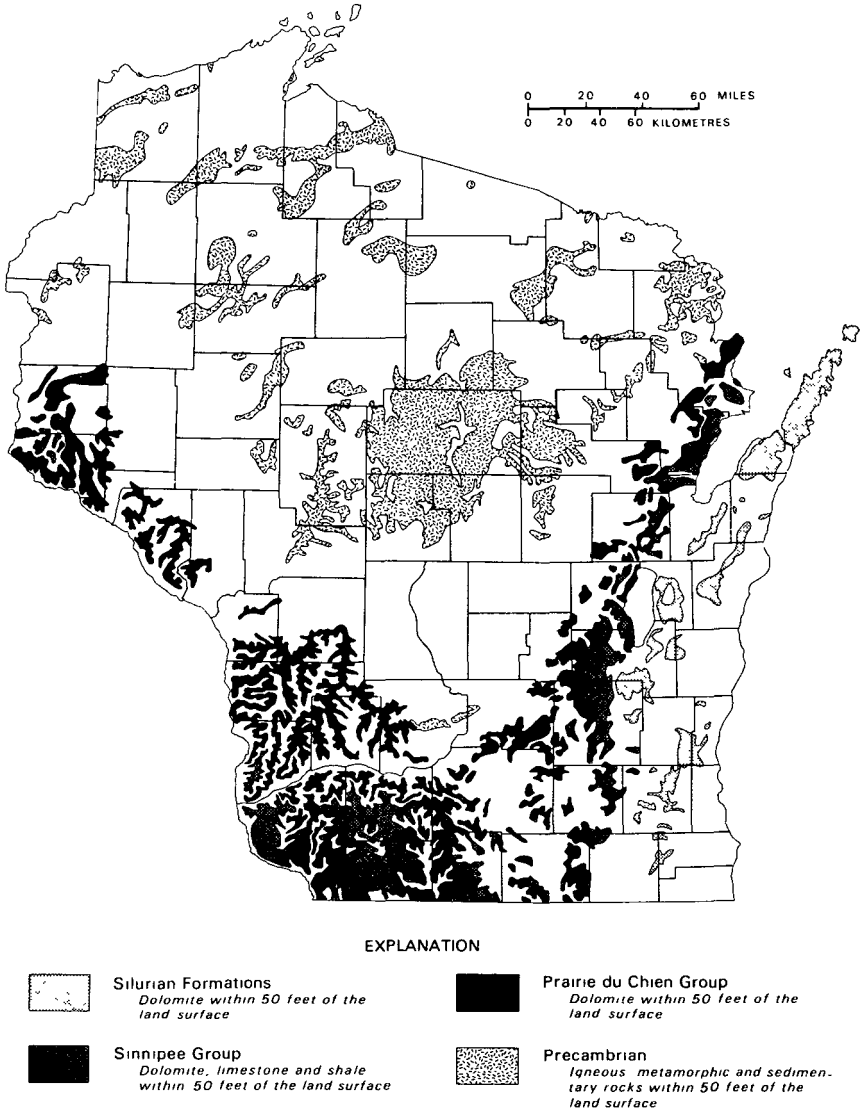 0 20 40 60 MILES
0 20 40 60 KILOMETRES
EXPLANATION
Silurian Formations
Dolomite within 50 feet of the
land surface
Sinnipee Group
Dolomite, limestone and shale
within 50 feet of the land surface
Prairie du Chien Group
Dolomite within 50 feet of the
land surface
Precambrian
Igneous metamorphic and sedimen-
tary rocks within 50 feet of the
land surface